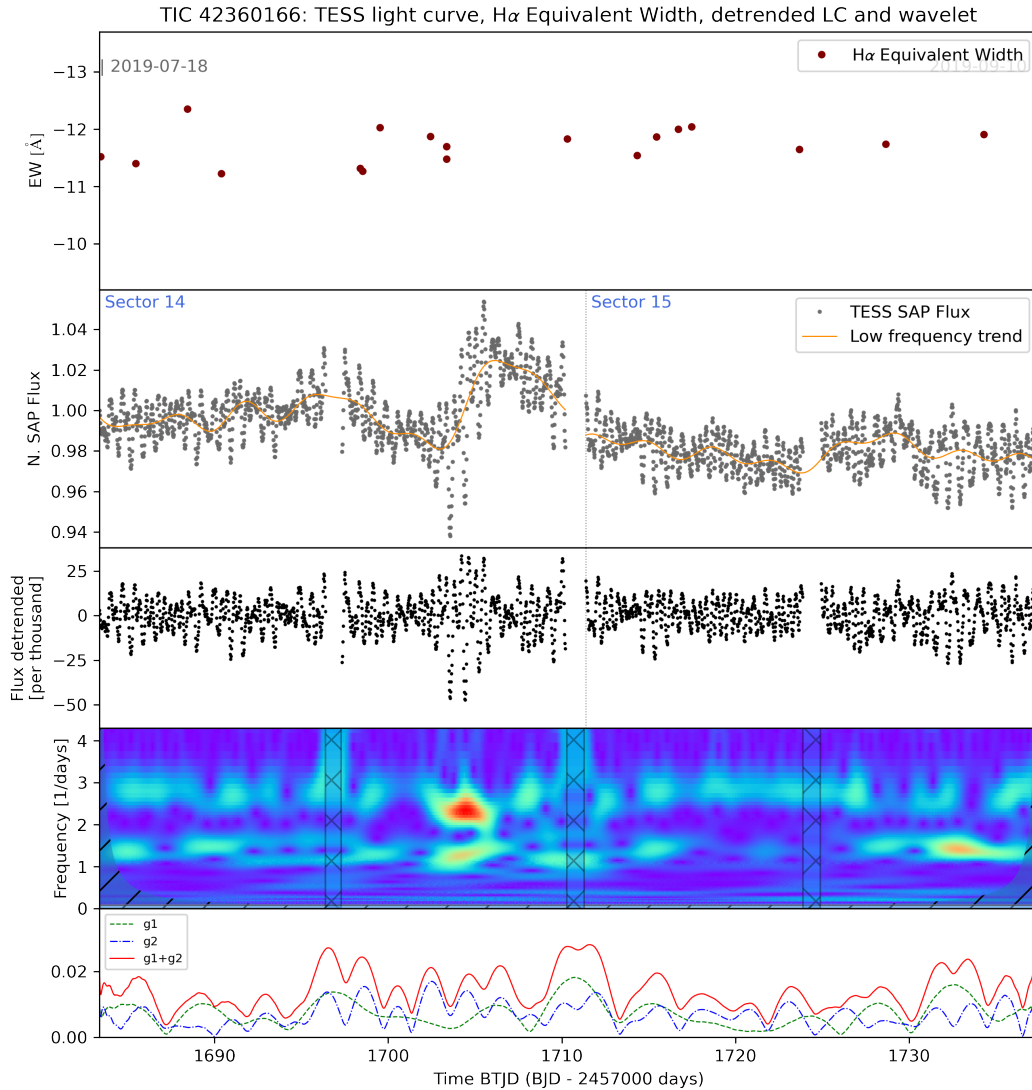 TIC 42360166: TESS light curve, Hα Equivalent Width, detrended LC and wavelet
| 2019-07-18
2019-09-10
Hα Equivalent Width
EW [Å]
−13
−12
−11
−10
Sector 14
Sector 15
TESS SAP Flux
Low frequency trend
N. SAP Flux
1.04
1.02
1.00
0.98
0.96
0.94
Flux detrended
[per thousand]
25
0
−25
−50
Frequency [1/days]
4
3
2
1
0
g1
g2
g1+g2
0.02
0.00
1690
1700
1710
1720
1730
Time BTJD (BJD - 2457000 days)